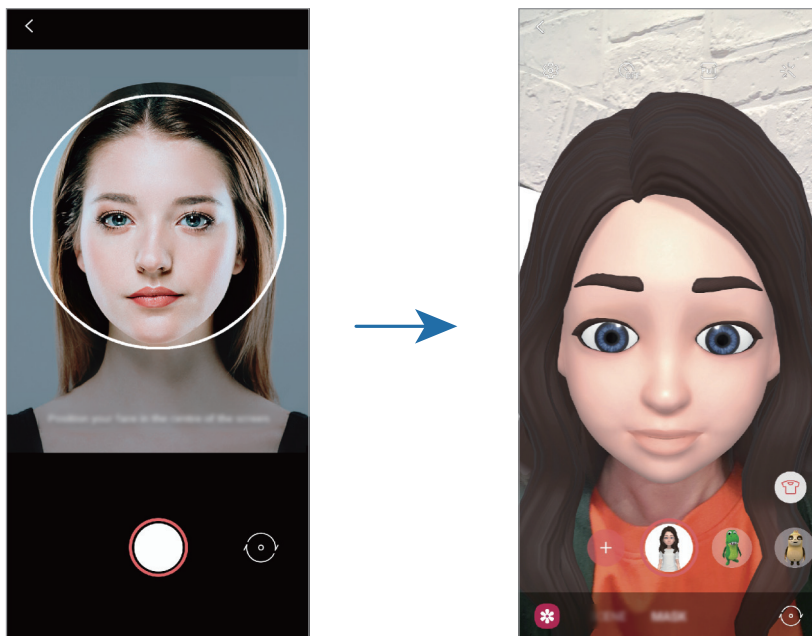 Position your face in the centre of the screen.
MASK